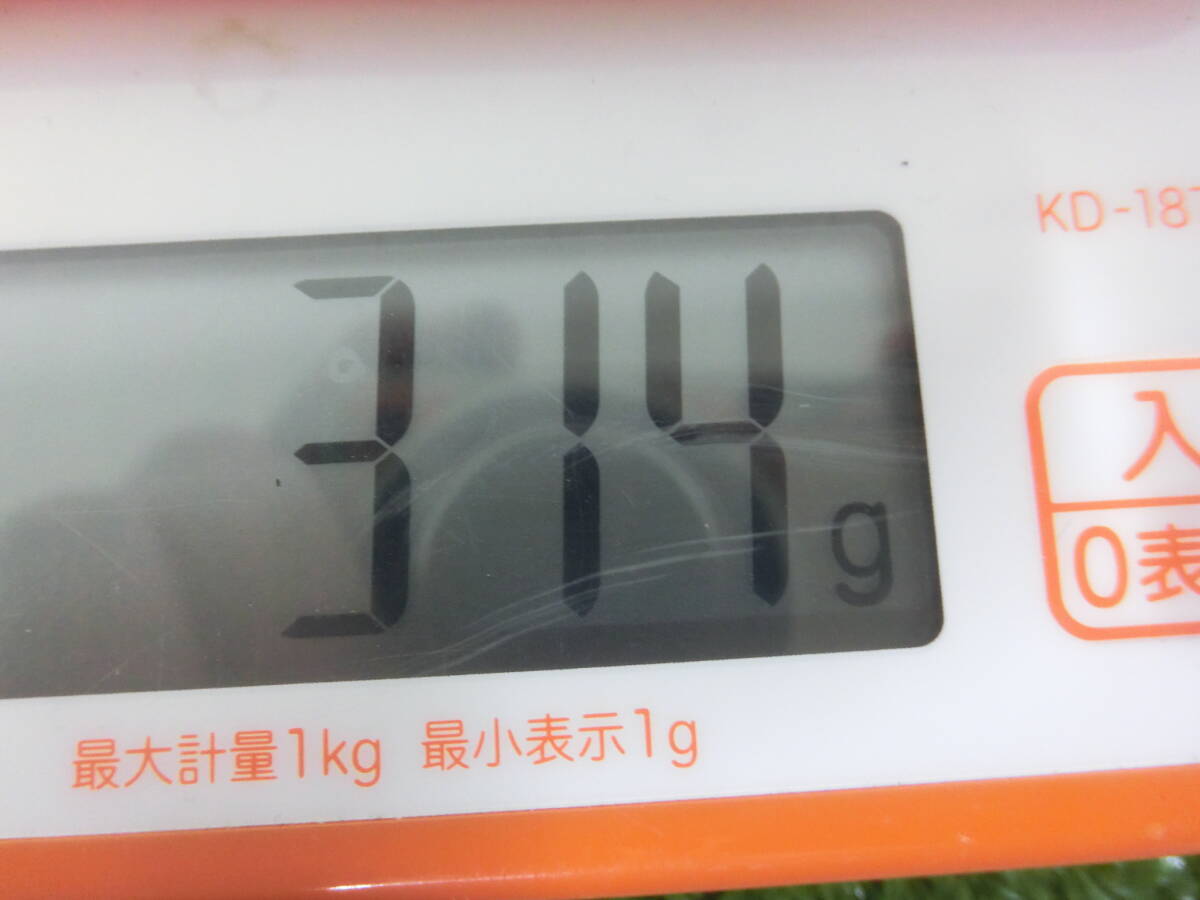 KD-18
314 g
入
0表
最大計量1kg 最小表示1g